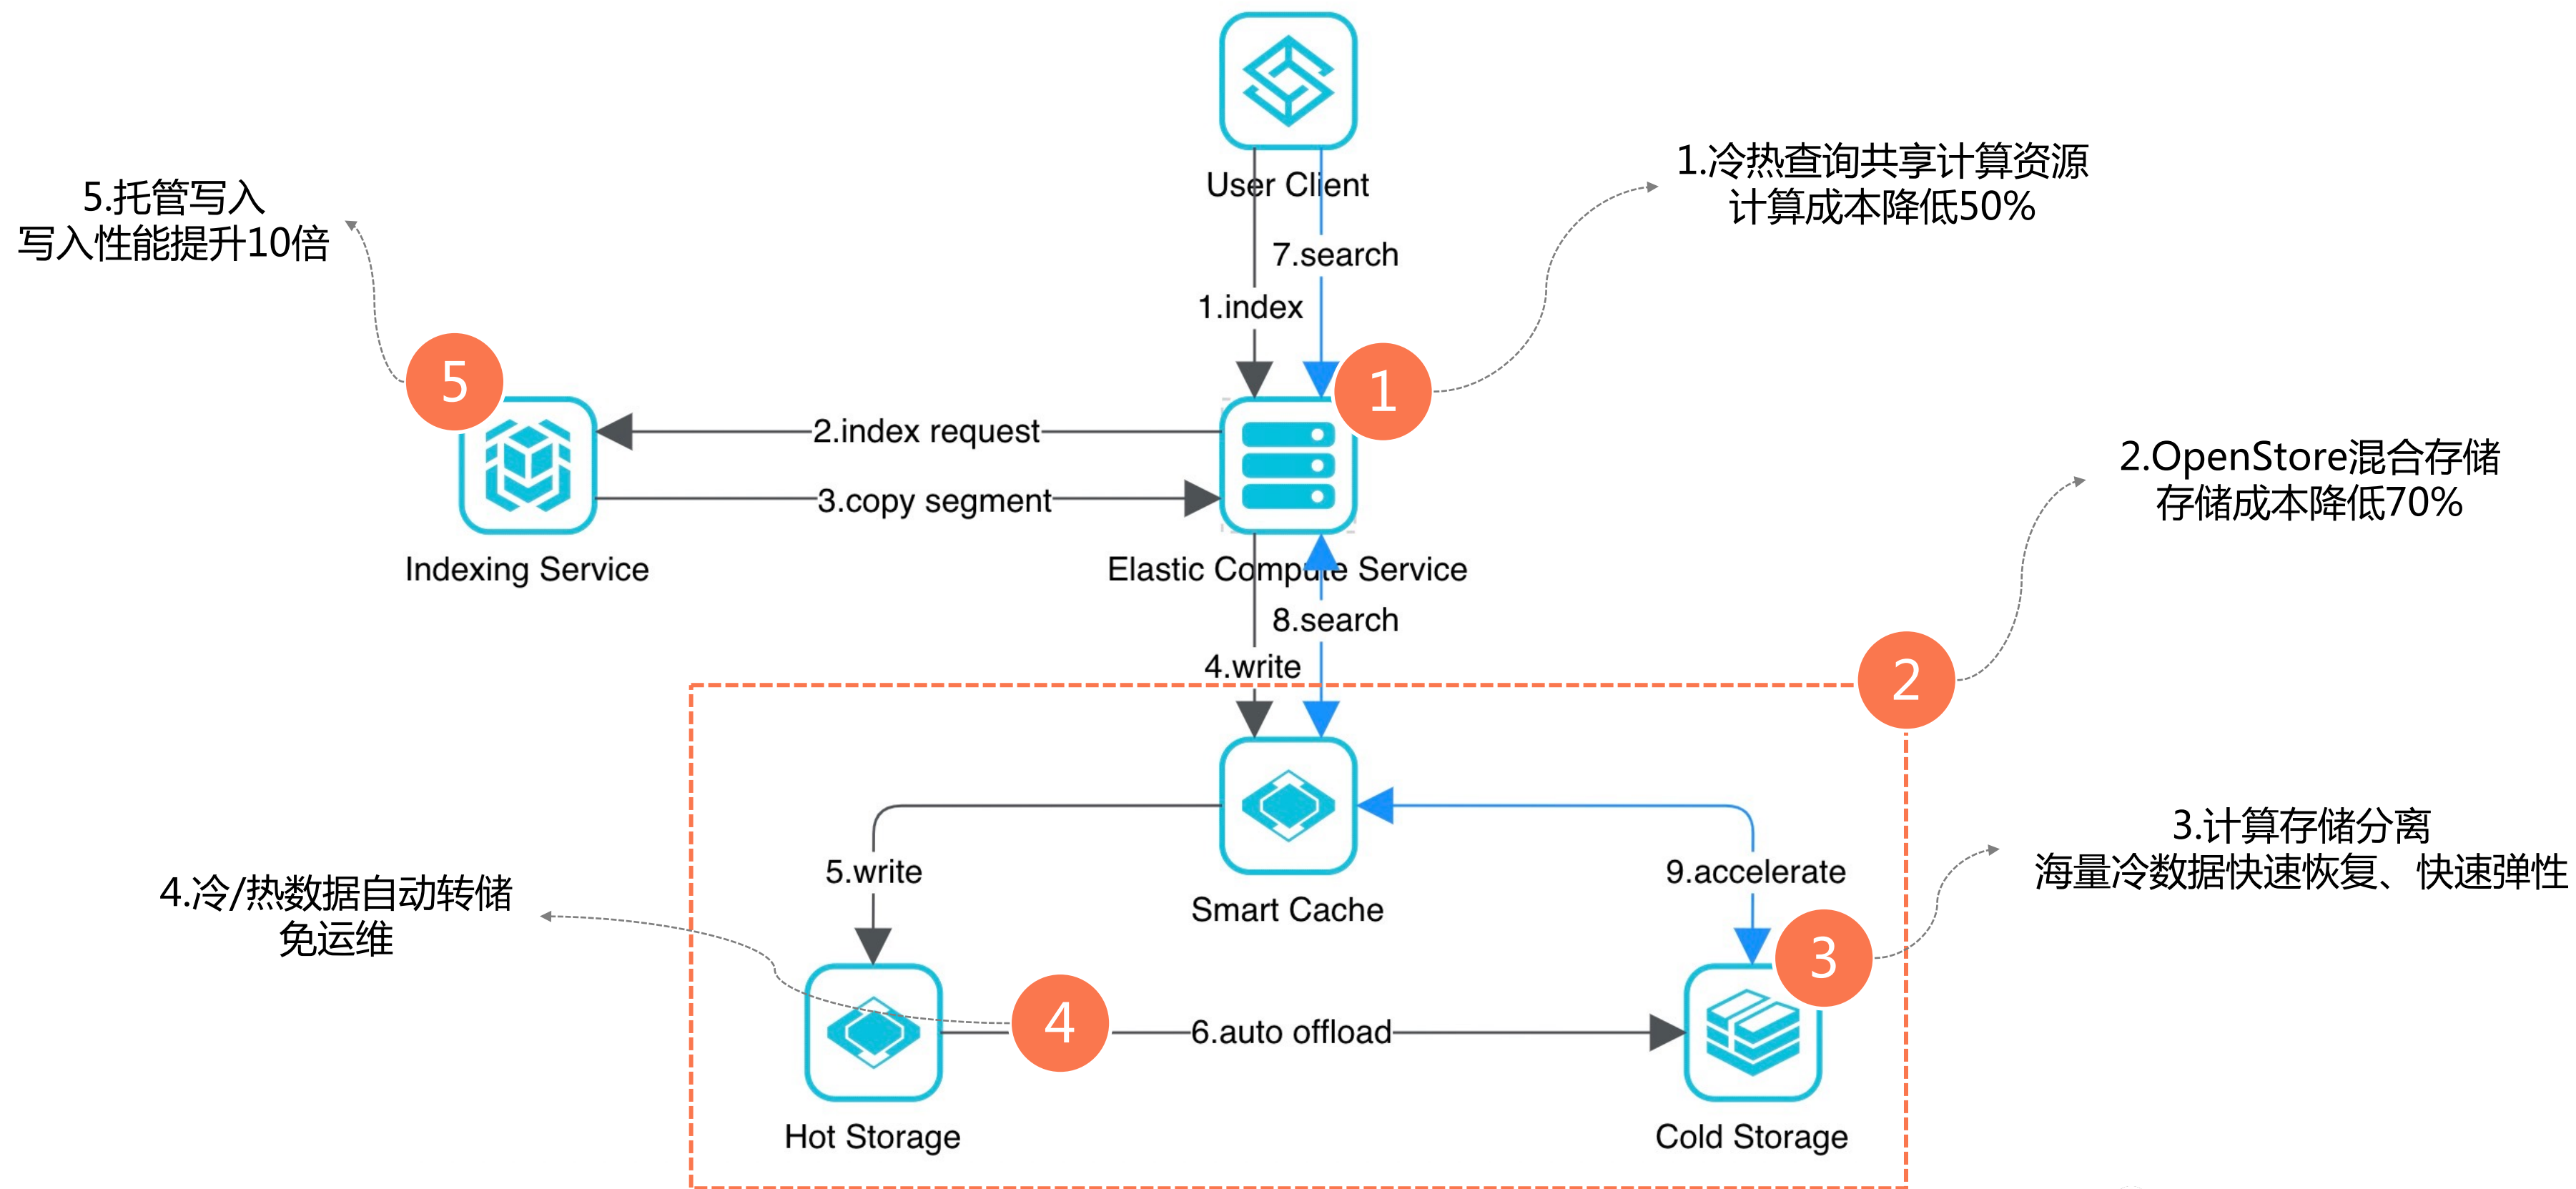 User Client
1.冷热查询共享计算资源
计算成本降低50%
5.托管写入
写入性能提升10倍
7.search
1.index
5
1
2.index request
3.copy segment
Indexing Service
Elastic Compute Service
2.OpenStore混合存储
存储成本降低70%
8.search
4.write
2
3.计算存储分离
海量冷数据快速恢复、快速弹性
5.write
9.accelerate
4.冷/热数据自动转储
免运维
Smart Cache
3
4
6.auto offload
Hot Storage
Cold Storage